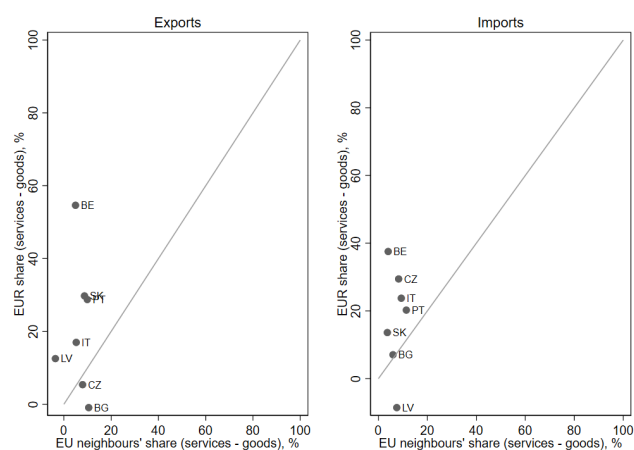 Exports
EUR share (services - goods), %
100
80
60
40
20
0
BE
SK
PT
IT
LV
CZ
BG
0 20 40 60 80 100
EU neighbours' share (services - goods), %
Imports
EUR share (services - goods), %
100
80
60
40
20
0
BE
CZ
IT
PT
SK
BG
LV
0 20 40 60 80 100
EU neighbours' share (services - goods), %